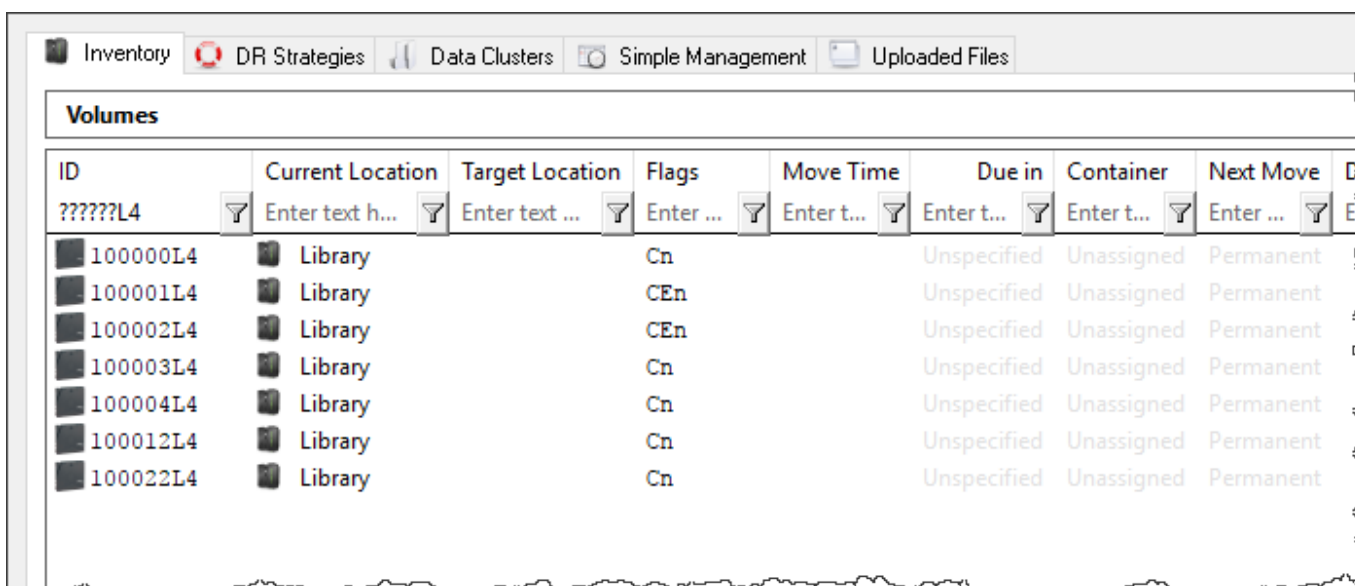 Inventory DR Strategies Data Clusters Simple Management Uploaded Files
Volumes
ID Current Location Target Location Flags Move Time Due in Container Next Move
??????L4 Enter text h... Enter text ... Enter ... Enter t... Enter t... Enter t... Enter ...
100000L4 Library Cn Unspecified Unassigned Permanent
100001L4 Library CEn Unspecified Unassigned Permanent
100002L4 Library CEn Unspecified Unassigned Permanent
100003L4 Library Cn Unspecified Unassigned Permanent
100004L4 Library Cn Unspecified Unassigned Permanent
100012L4 Library Cn Unspecified Unassigned Permanent
100022L4 Library Cn Unspecified Unassigned Permanent